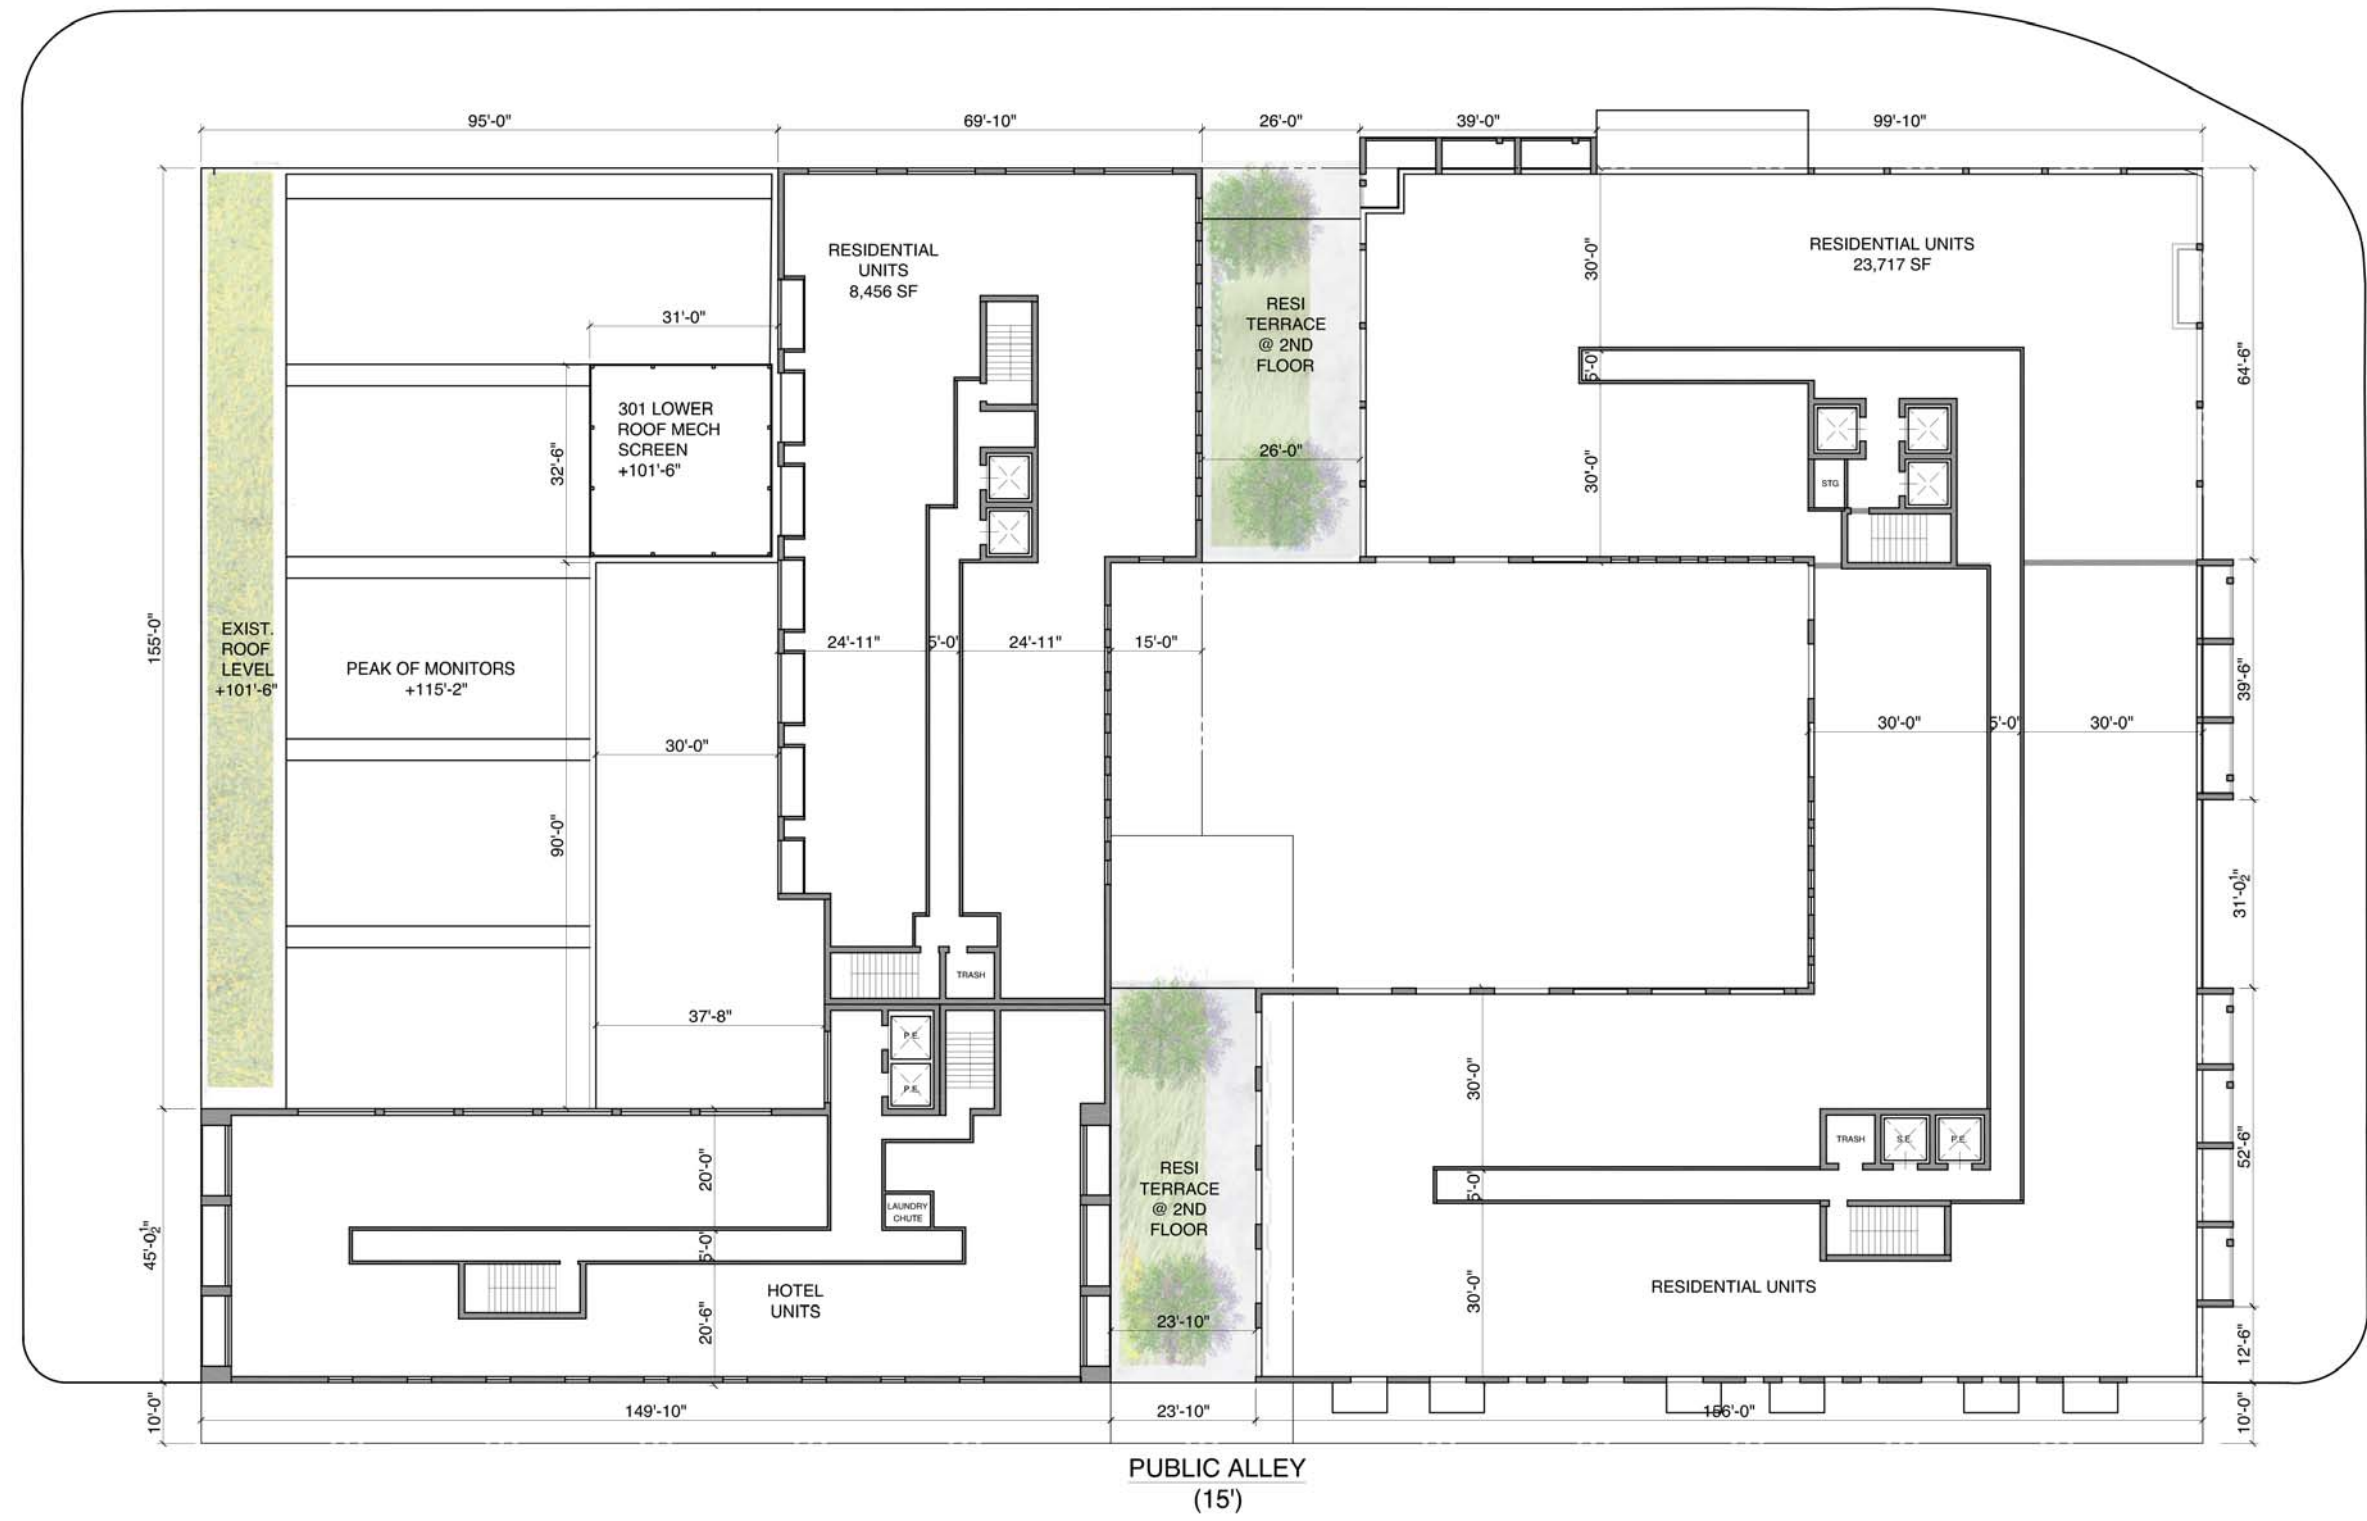 95'-0"
69'-10"
26'-0"
39'-0"
99'-10"
RESIDENTIAL
UNITS
8,456 SF
RESIDENTIAL UNITS
23,717 SF
30'-0"
31'-0"
RESI
TERRACE
@ 2ND
FLOOR
5'-0"
64'-6"
301 LOWER
ROOF MECH
SCREEN
+101'-6"
32'-6"
26'-0"
30'-0"
STG
155'-0"
EXIST.
ROOF
LEVEL
+101'-6"
PEAK OF MONITORS
+115'-2"
24'-11"
5'-0"
24'-11"
15'-0"
39'-6"
30'-0"
30'-0"
5'-0"
30'-0"
90'-0"
31'-0 1/2"
TRASH
37'-8"
P.E.
P.E.
30'-0"
20'-0"
TRASH
S.E.
P.E.
52'-6"
RESI
TERRACE
@ 2ND
FLOOR
5'-0"
LAUNDRY
CHUTE
45'-0 1/2"
5'-0"
HOTEL
UNITS
20'-6"
30'-0"
RESIDENTIAL UNITS
23'-10"
12'-6"
10'-0"
149'-10"
23'-10"
156'-0"
10'-0"
PUBLIC ALLEY
(15')